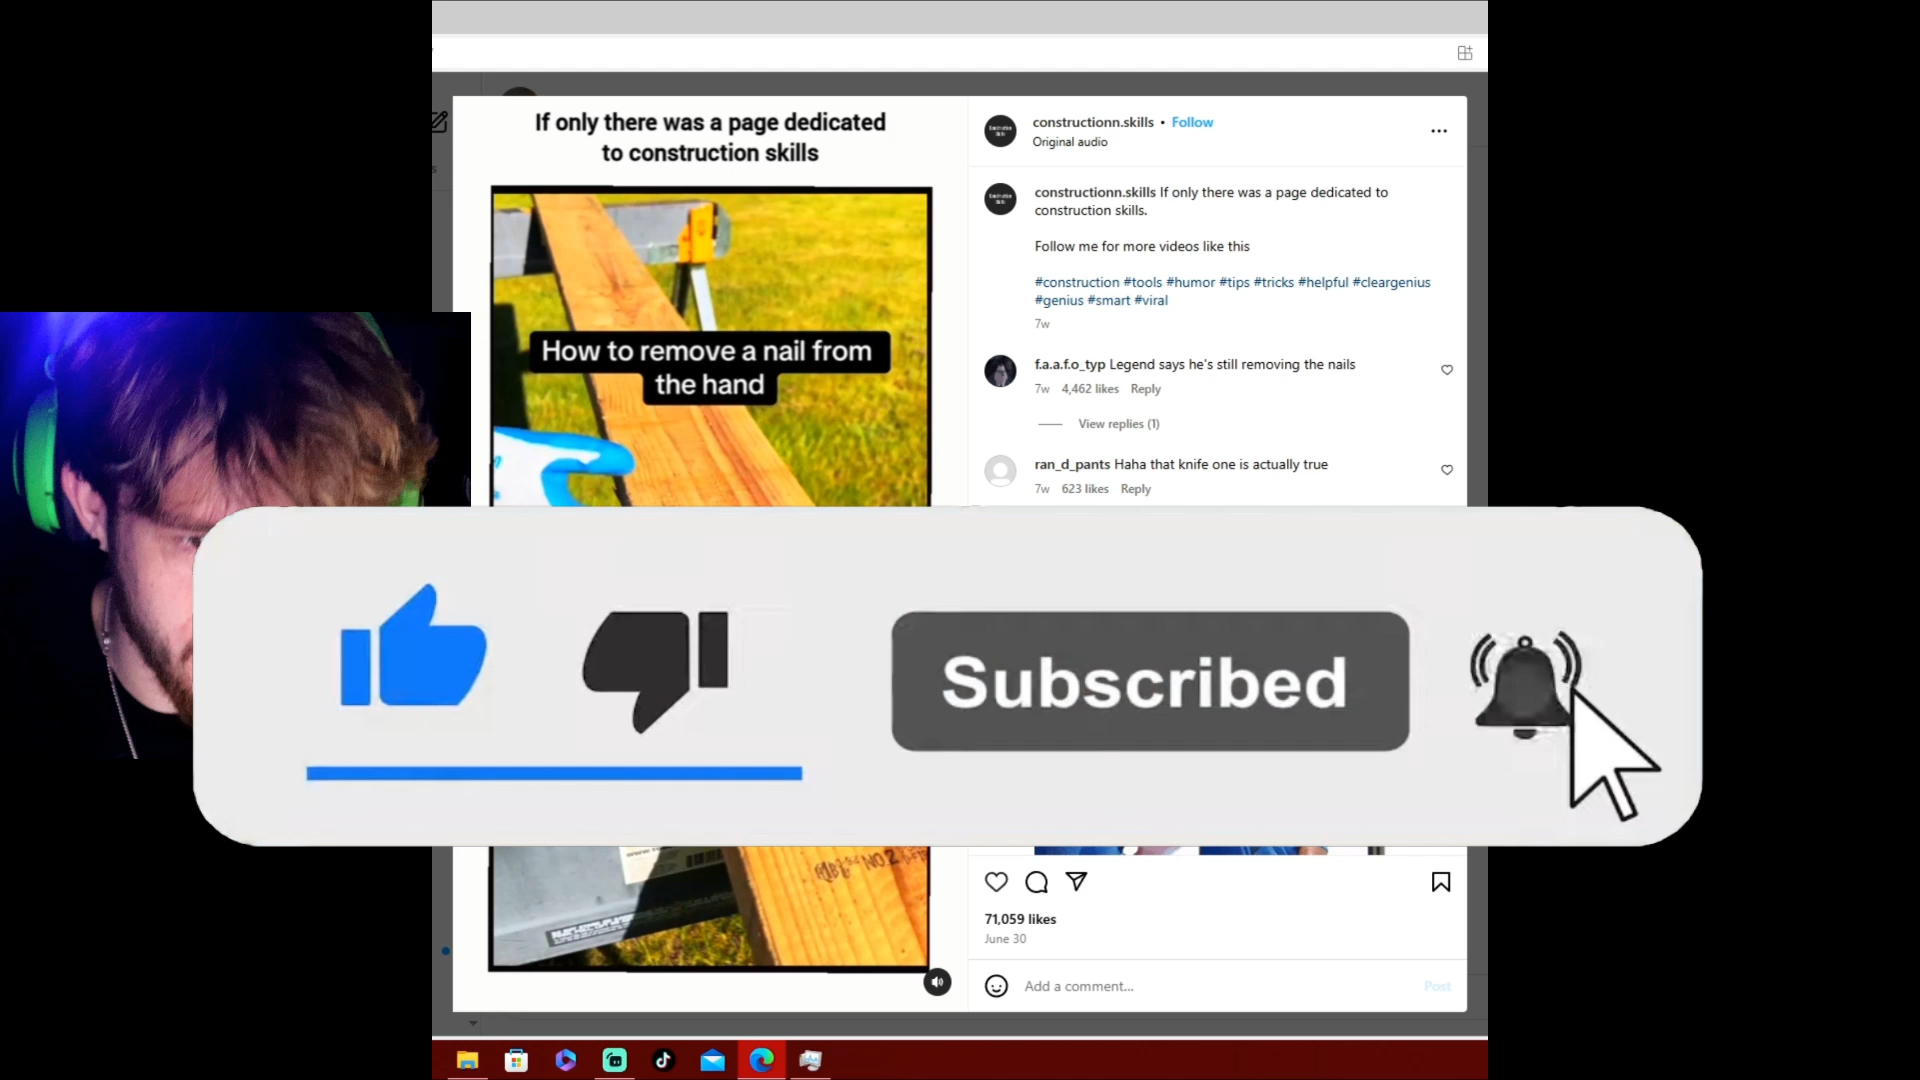 If only there was a page dedicated
to construction skills
How to remove a nail from
the hand
constructionn.skills • Follow
Original audio
constructionn.skills If only there was a page dedicated to
construction skills.
Follow me for more videos like this
#construction #tools #humor #tips #tricks #helpful #cleargenius
#genius #smart #viral
7w
f.a.a.f.o_typ Legend says he's still removing the nails
7w 4,462 likes Reply
View replies (1)
ran_d_pants Haha that knife one is actually true
7w 623 likes Reply
Subscribed
NO.2
71,059 likes
June 30
Add a comment...
Post